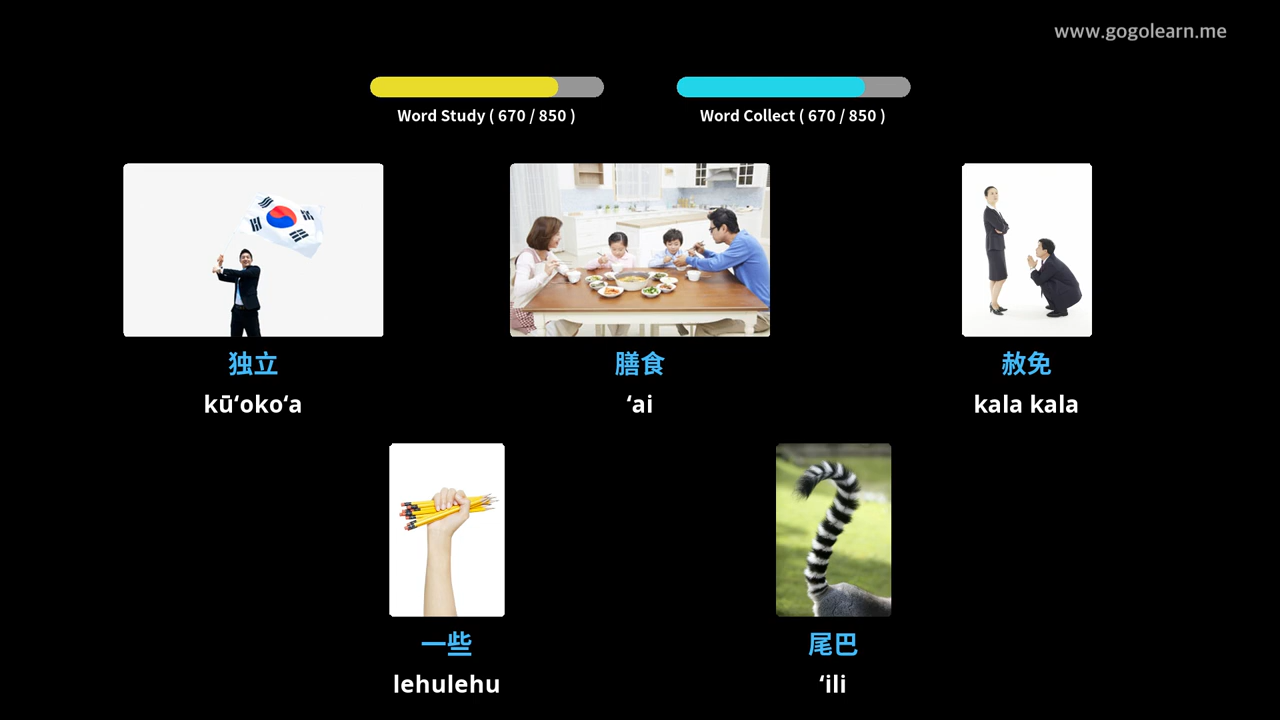 www.gogolearn.me
Word Study ( 670 / 850 )
Word Collect ( 670 / 850 )
独立
kūʻokoʻa
膳食
ʻai
赦免
kala kala
一些
lehulehu
尾巴
ʻili